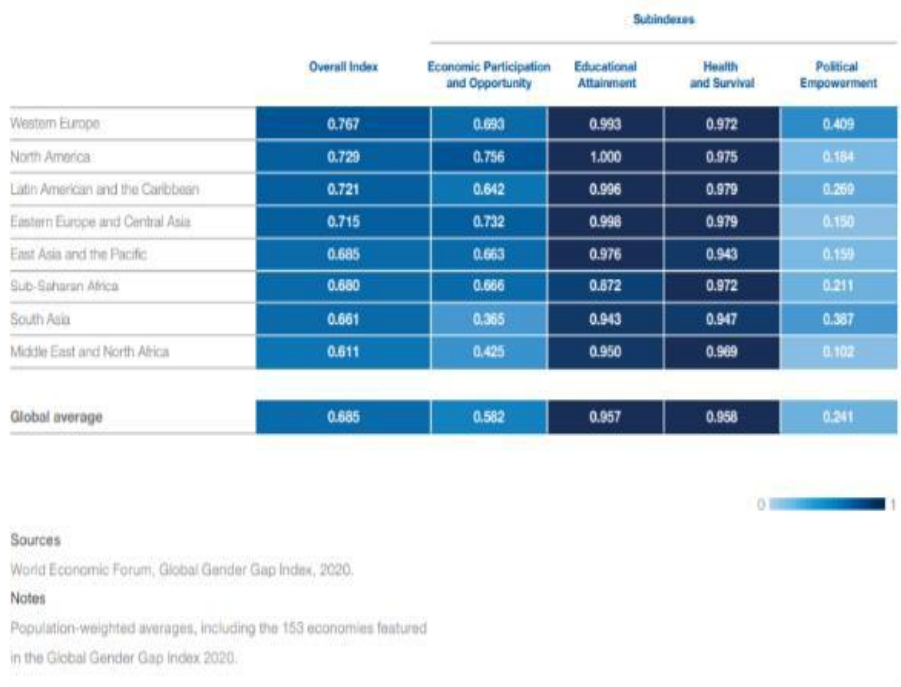 Subindexes
Overall Index Economic Participation and Opportunity Educational Attainment Health and Survival Political Empowerment
Western Europe 0.767 0.693 0.993 0.972 0.409
North America 0.729 0.756 1.000 0.975 0.184
Latin American and the Caribbean 0.721 0.642 0.996 0.979 0.269
Eastern Europe and Central Asia 0.715 0.732 0.998 0.979 0.150
East Asia and the Pacific 0.685 0.663 0.976 0.943 0.159
Sub-Saharan Africa 0.680 0.666 0.872 0.972 0.211
South Asia 0.661 0.365 0.943 0.947 0.387
Middle East and North Africa 0.611 0.425 0.950 0.969 0.102
Global average 0.685 0.582 0.957 0.958 0.241
0 1
Sources
World Economic Forum, Global Gender Gap Index, 2020.
Notes
Population-weighted averages, including the 153 economies featured
in the Global Gender Gap Index 2020.